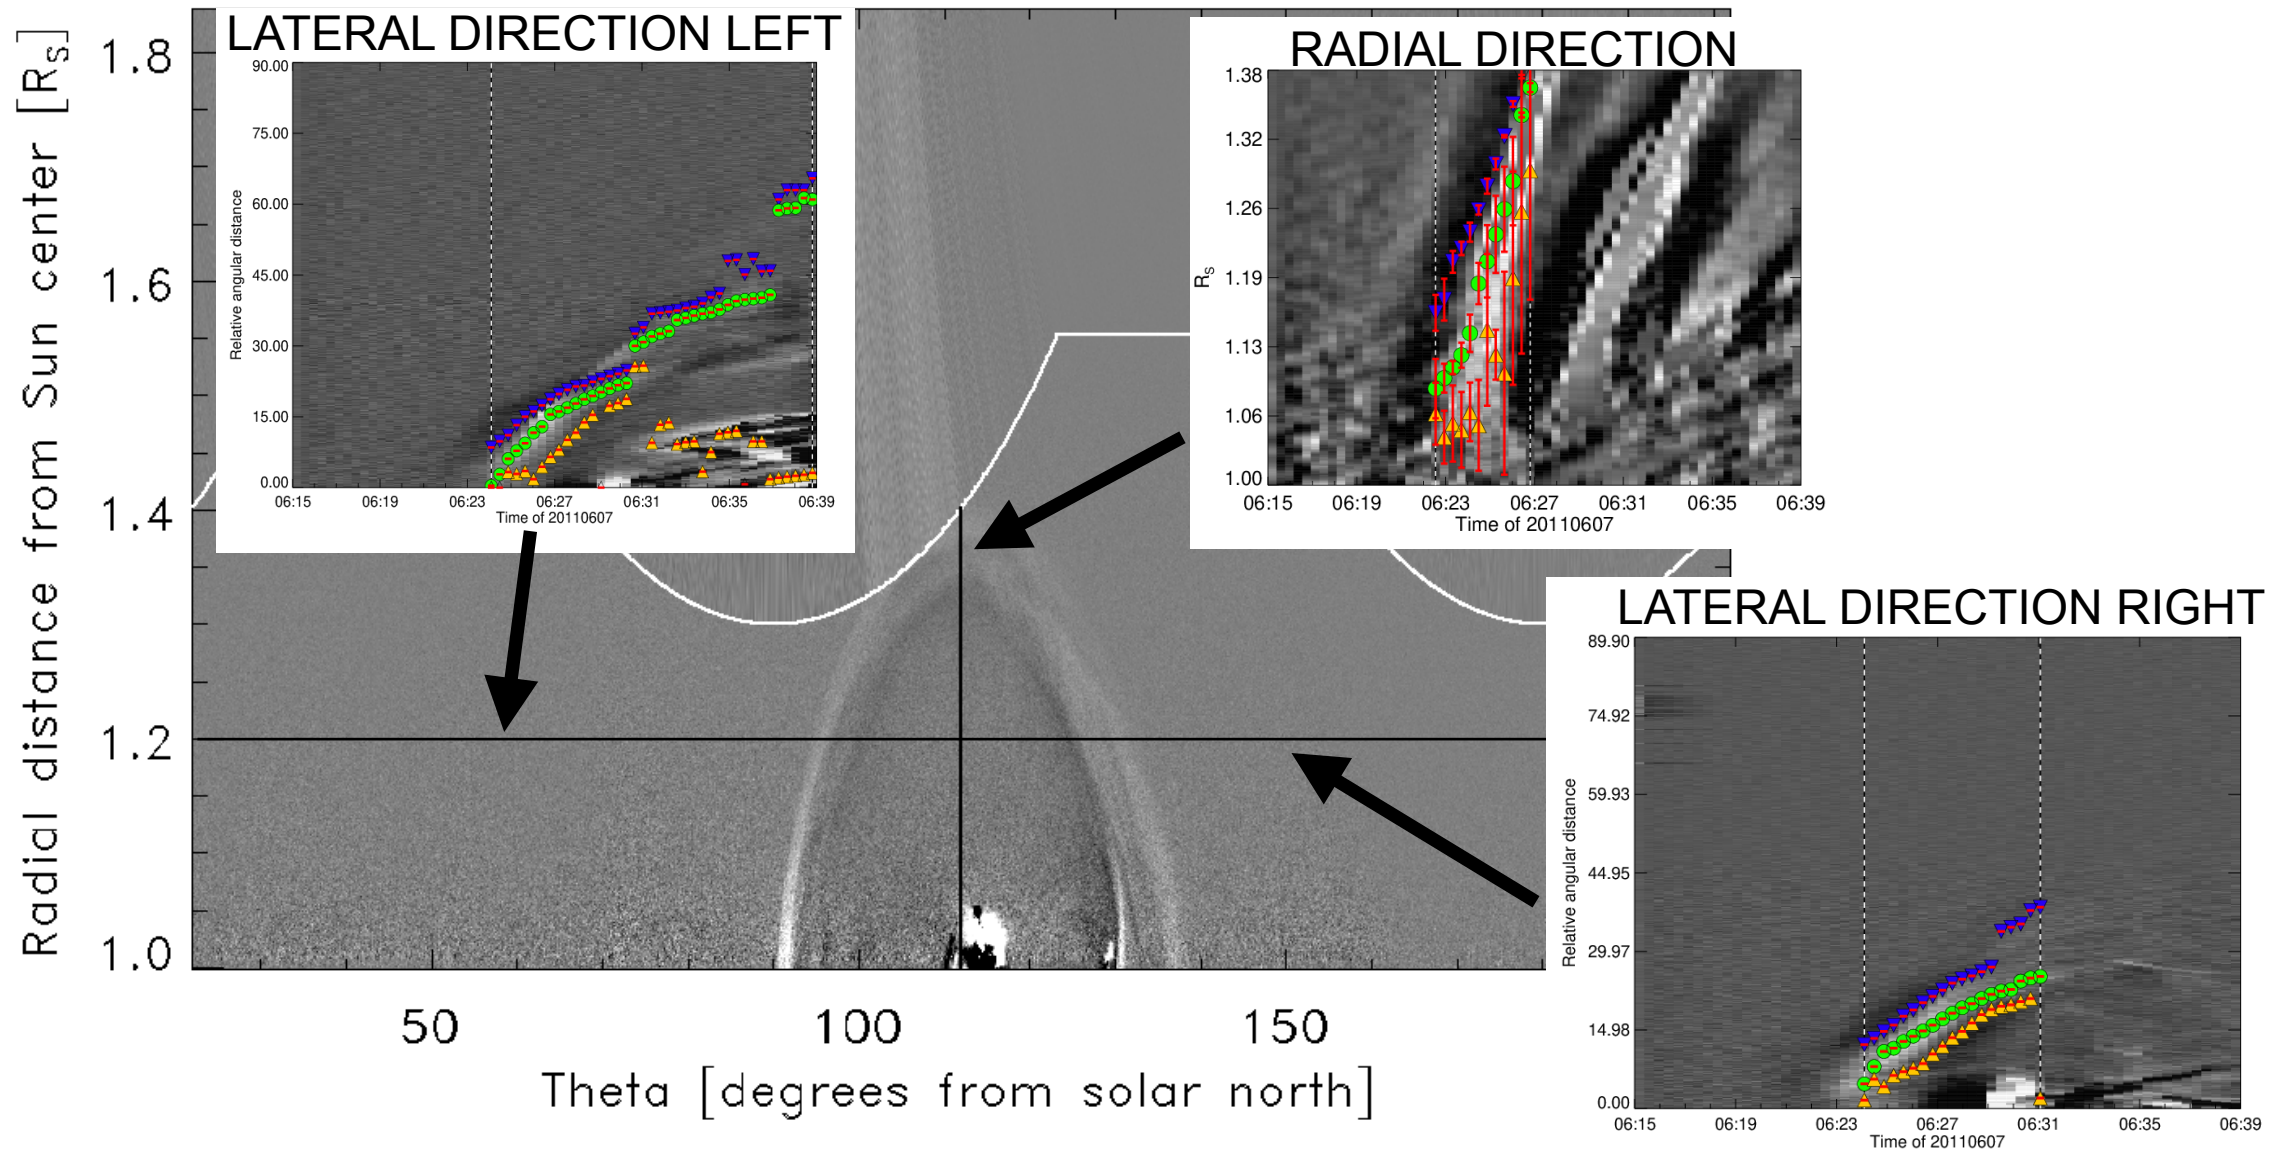 LATERAL DIRECTION LEFT
90.00
75.00
60.00
45.00
30.00
15.00
0.00
Relative angular distance
06:15 06:19 06:23 06:27 06:31 06:35 06:39
Time of 20110607
RADIAL DIRECTION
1.38
1.32
1.26
1.19
1.13
1.06
1.00
R_S
06:15 06:19 06:23 06:27 06:31 06:35 06:39
Time of 20110607
LATERAL DIRECTION RIGHT
89.90
74.92
59.93
44.95
29.97
14.98
0.00
Relative angular distance
06:15 06:19 06:23 06:27 06:31 06:35 06:39
Time of 20110607
Radial distance from Sun center [R_S]
1.8
1.6
1.4
1.2
1.0
50 100 150
Theta [degrees from solar north]